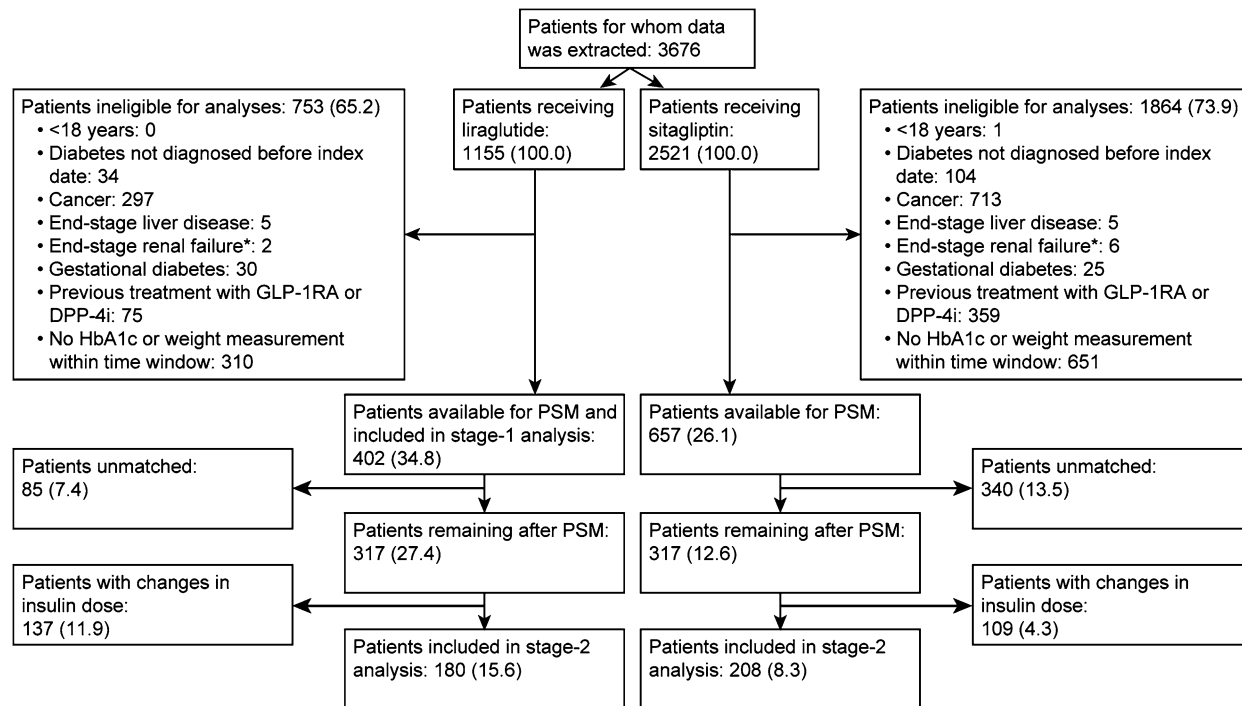 Patients for whom data
was extracted: 3676
Patients ineligible for analyses: 753 (65.2)
• <18 years: 0
• Diabetes not diagnosed before index
date: 34
• Cancer: 297
• End-stage liver disease: 5
• End-stage renal failure*: 2
• Gestational diabetes: 30
• Previous treatment with GLP-1RA or
DPP-4i: 75
• No HbA1c or weight measurement
within time window: 310
Patients receiving
liraglutide:
1155 (100.0)
Patients receiving
sitagliptin:
2521 (100.0)
Patients ineligible for analyses: 1864 (73.9)
• <18 years: 1
• Diabetes not diagnosed before index
date: 104
• Cancer: 713
• End-stage liver disease: 5
• End-stage renal failure*: 6
• Gestational diabetes: 25
• Previous treatment with GLP-1RA or
DPP-4i: 359
• No HbA1c or weight measurement
within time window: 651
Patients available for PSM and
included in stage-1 analysis:
402 (34.8)
Patients available for PSM:
657 (26.1)
Patients unmatched:
85 (7.4)
Patients unmatched:
340 (13.5)
Patients remaining after PSM:
317 (27.4)
Patients remaining after PSM:
317 (12.6)
Patients with changes in
insulin dose:
137 (11.9)
Patients with changes in
insulin dose:
109 (4.3)
Patients included in stage-2
analysis: 180 (15.6)
Patients included in stage-2
analysis: 208 (8.3)